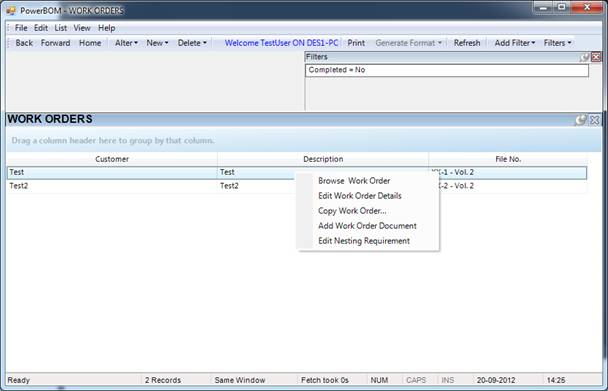 PowerBOM - WORK ORDERS
File Edit List View Help
Back Forward Home Alter New Delete Welcome TestUser ON DES1-PC Print Generate Format Refresh Add Filter Filters
Filters
Completed = No
WORK ORDERS
Drag a column header here to group by that column.
Customer Description File No.
Test Test -1 - Vol. 2
Test2 Test2 -2 - Vol. 2
Browse Work Order
Edit Work Order Details
Copy Work Order...
Add Work Order Document
Edit Nesting Requirement
Ready 2 Records Same Window Fetch took 0s NUM CAPS INS 20-09-2012 14:25